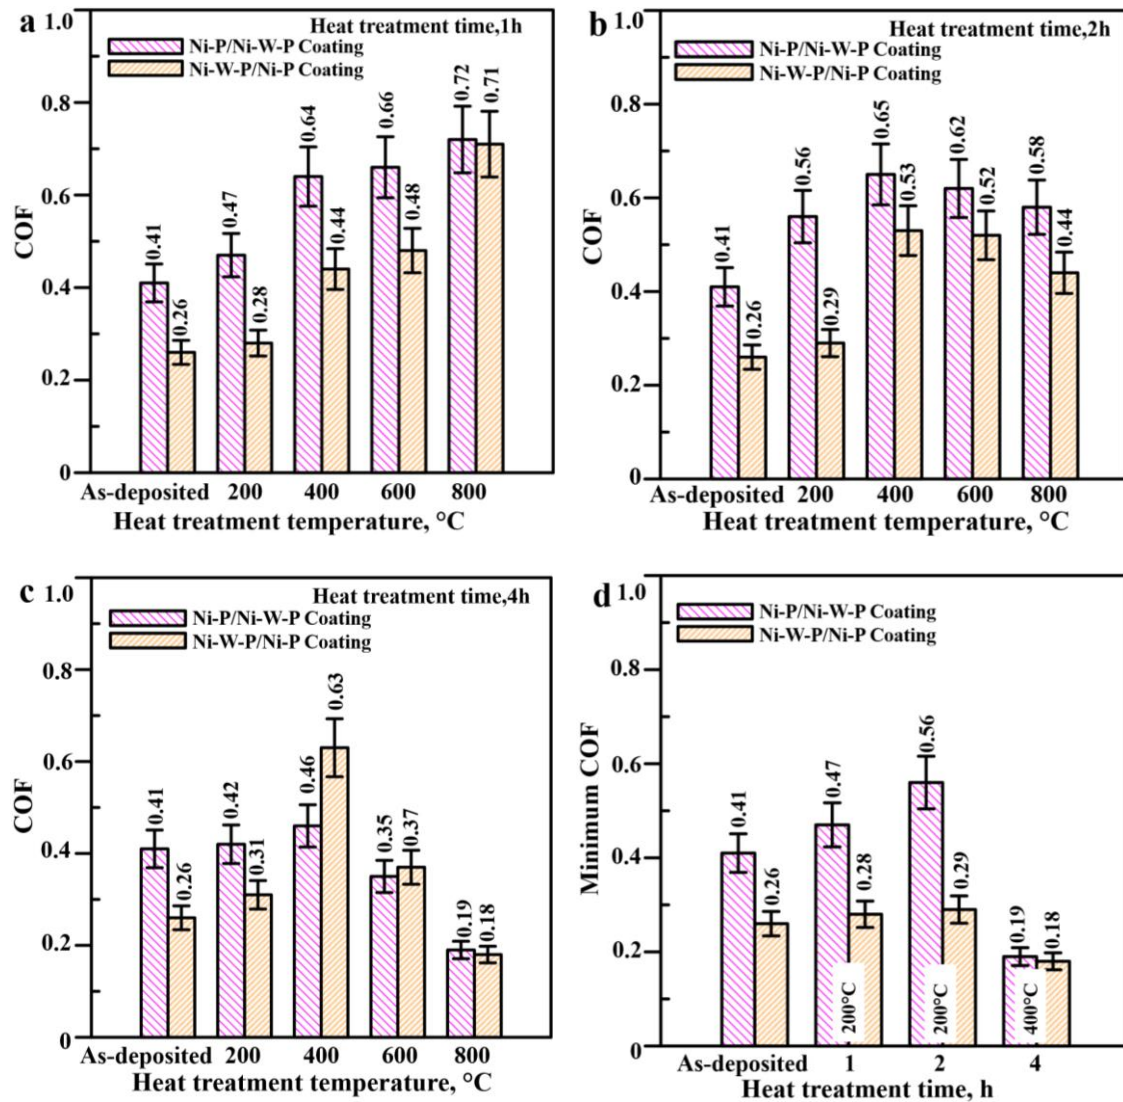 a
1.0
0.8
0.6
0.4
0.2
0
COF
Heat treatment time,1h
Ni-P/Ni-W-P Coating
Ni-W-P/Ni-P Coating
0.41
0.26
0.47
0.28
0.64
0.44
0.66
0.48
0.72
0.71
As-deposited 200 400 600 800
Heat treatment temperature, °C
b
1.0
0.8
0.6
0.4
0.2
0
COF
Heat treatment time,2h
Ni-P/Ni-W-P Coating
Ni-W-P/Ni-P Coating
0.41
0.26
0.56
0.29
0.65
0.53
0.62
0.52
0.58
0.44
As-deposited 200 400 600 800
Heat treatment temperature, °C
c
1.0
0.8
0.6
0.4
0.2
0
COF
Heat treatment time,4h
Ni-P/Ni-W-P Coating
Ni-W-P/Ni-P Coating
0.41
0.26
0.42
0.31
0.46
0.63
0.35
0.37
0.19
0.18
As-deposited 200 400 600 800
Heat treatment temperature, °C
d
1.0
0.8
0.6
0.4
0.2
0
Minimum COF
Ni-P/Ni-W-P Coating
Ni-W-P/Ni-P Coating
0.41
0.26
0.47
0.28
0.56
0.29
0.19
0.18
200°C
200°C
400°C
As-deposited 1 2 4
Heat treatment time, h